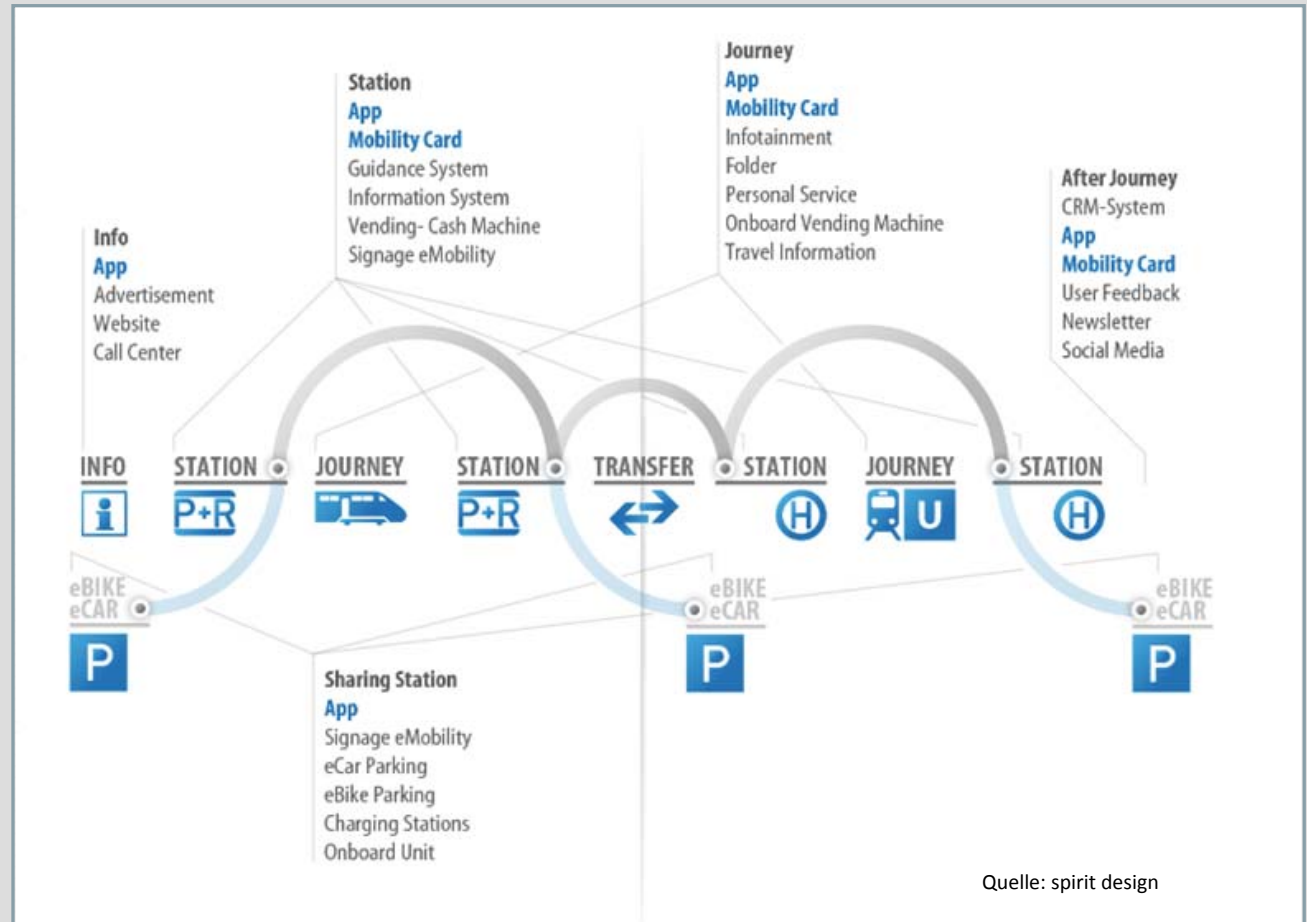 Journey
App
Mobility Card
Infotainment
Folder
Personal Service
Onboard Vending Machine
Travel Information
Station
App
Mobility Card
Guidance System
Information System
Vending- Cash Machine
Signage eMobility
After Journey
CRM-System
App
Mobility Card
User Feedback
Newsletter
Social Media
Info
App
Advertisement
Website
Call Center
INFO STATION JOURNEY STATION TRANSFER STATION JOURNEY STATION
i P+R P+R H U H
eBIKE eBIKE eBIKE
eCAR eCAR eCAR
P P P
Sharing Station
App
Signage eMobility
eCar Parking
eBike Parking
Charging Stations
Onboard Unit
Quelle: spirit design